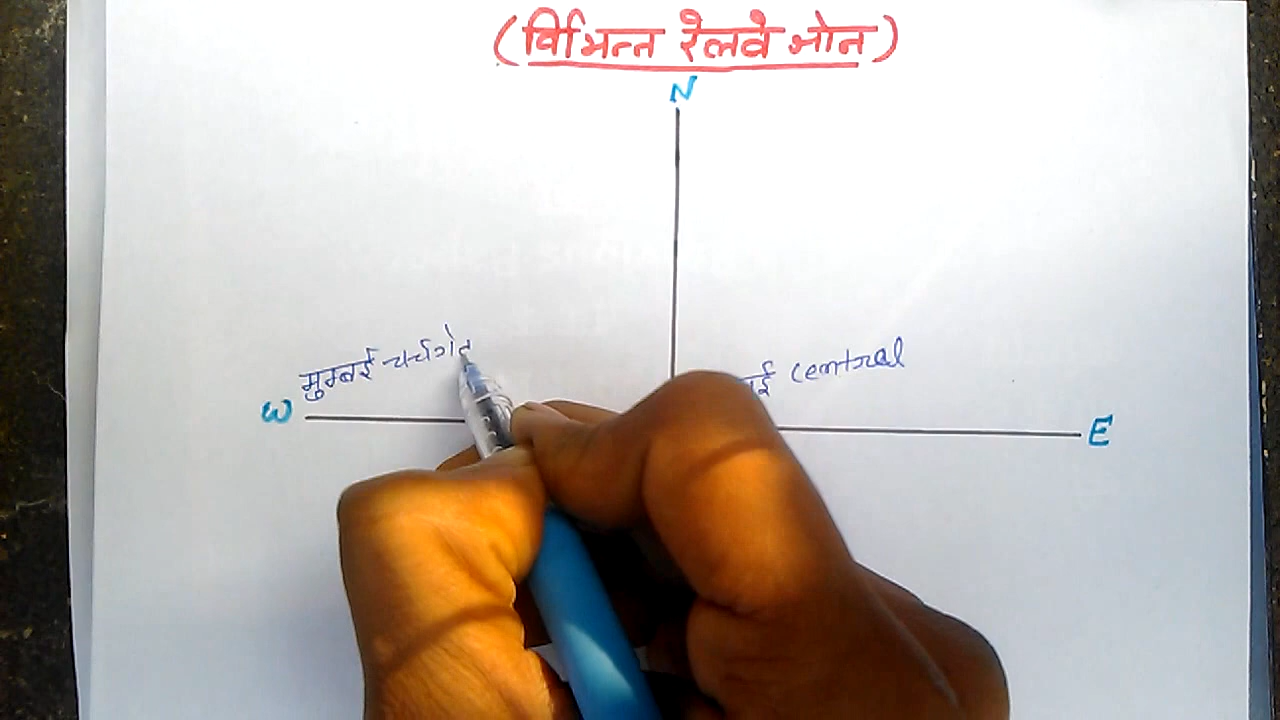 (विभिन्न रेलवे जोन)
N
मुम्बई चर्चगेट
central
W
E